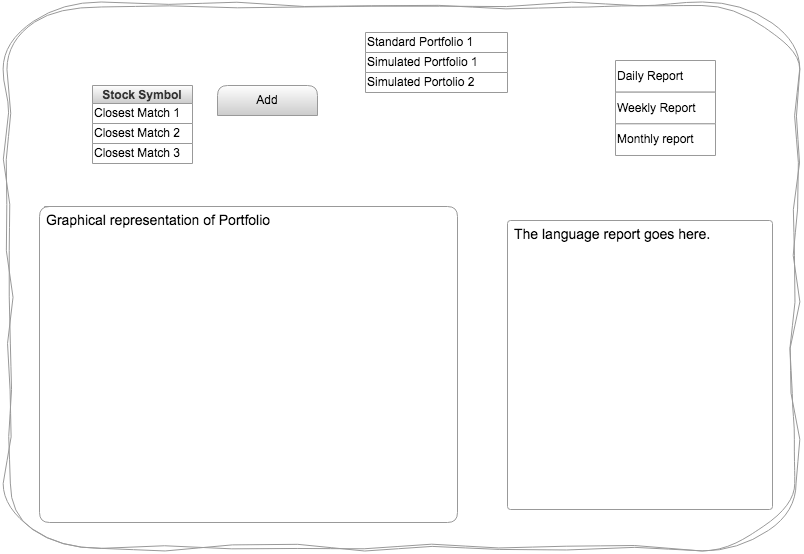 Standard Portfolio 1
Simulated Portfolio 1
Simulated Portolio 2
Daily Report
Weekly Report
Monthly report
Stock Symbol
Closest Match 1
Closest Match 2
Closest Match 3
Add
Graphical representation of Portfolio
The language report goes here.